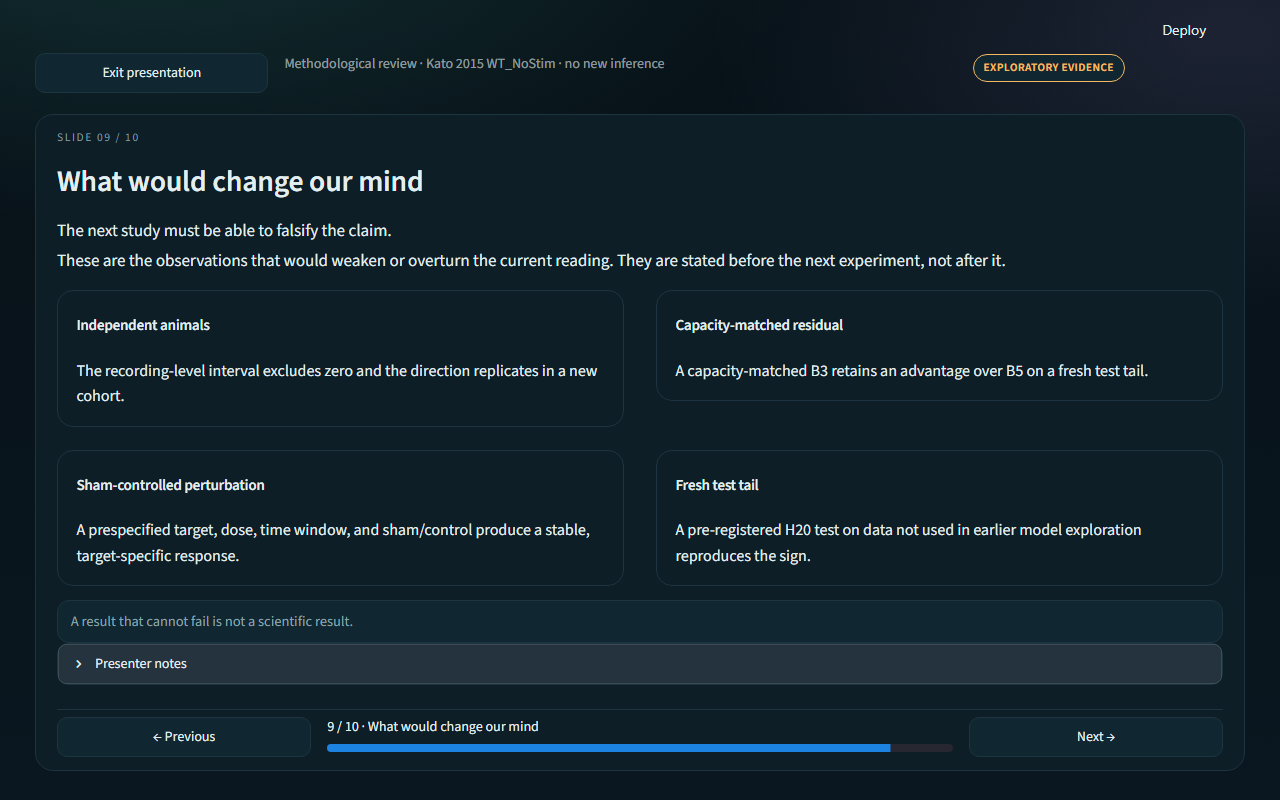 Deploy
Exit presentation
Methodological review · Kato 2015 WT_NoStim · no new inference
EXPLORATORY EVIDENCE
SLIDE 09 / 10
What would change our mind
The next study must be able to falsify the claim.
These are the observations that would weaken or overturn the current reading. They are stated before the next experiment, not after it.
Independent animals
The recording-level interval excludes zero and the direction replicates in a new
cohort.
Capacity-matched residual
A capacity-matched B3 retains an advantage over B5 on a fresh test tail.
Sham-controlled perturbation
A prespecified target, dose, time window, and sham/control produce a stable,
target-specific response.
Fresh test tail
A pre-registered H20 test on data not used in earlier model exploration
reproduces the sign.
A result that cannot fail is not a scientific result.
Presenter notes
← Previous
9 / 10 · What would change our mind
Next →